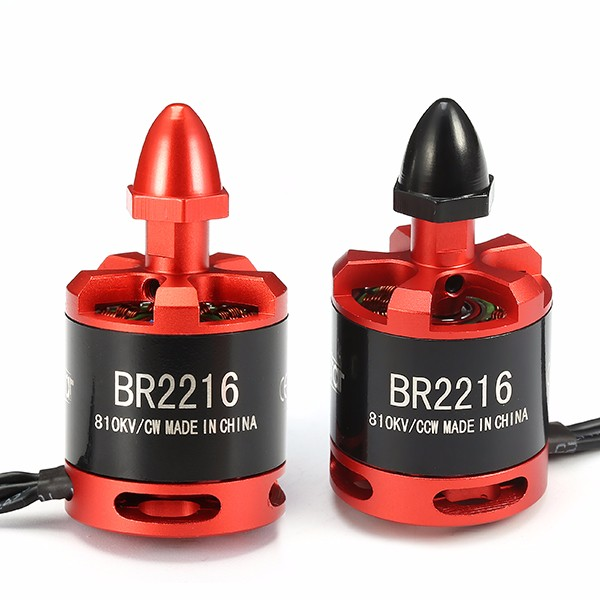 BR2216
810KV/CW MADE IN CHINA
BR2216
810KV/CCW MADE IN CHINA